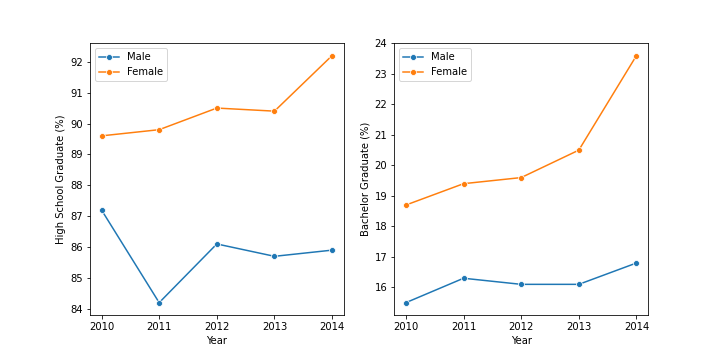 Male
Female
High School Graduate (%)
92
91
90
89
88
87
86
85
84
2010 2011 2012 2013 2014
Year
Male
Female
Bachelor Graduate (%)
24
23
22
21
20
19
18
17
16
2010 2011 2012 2013 2014
Year